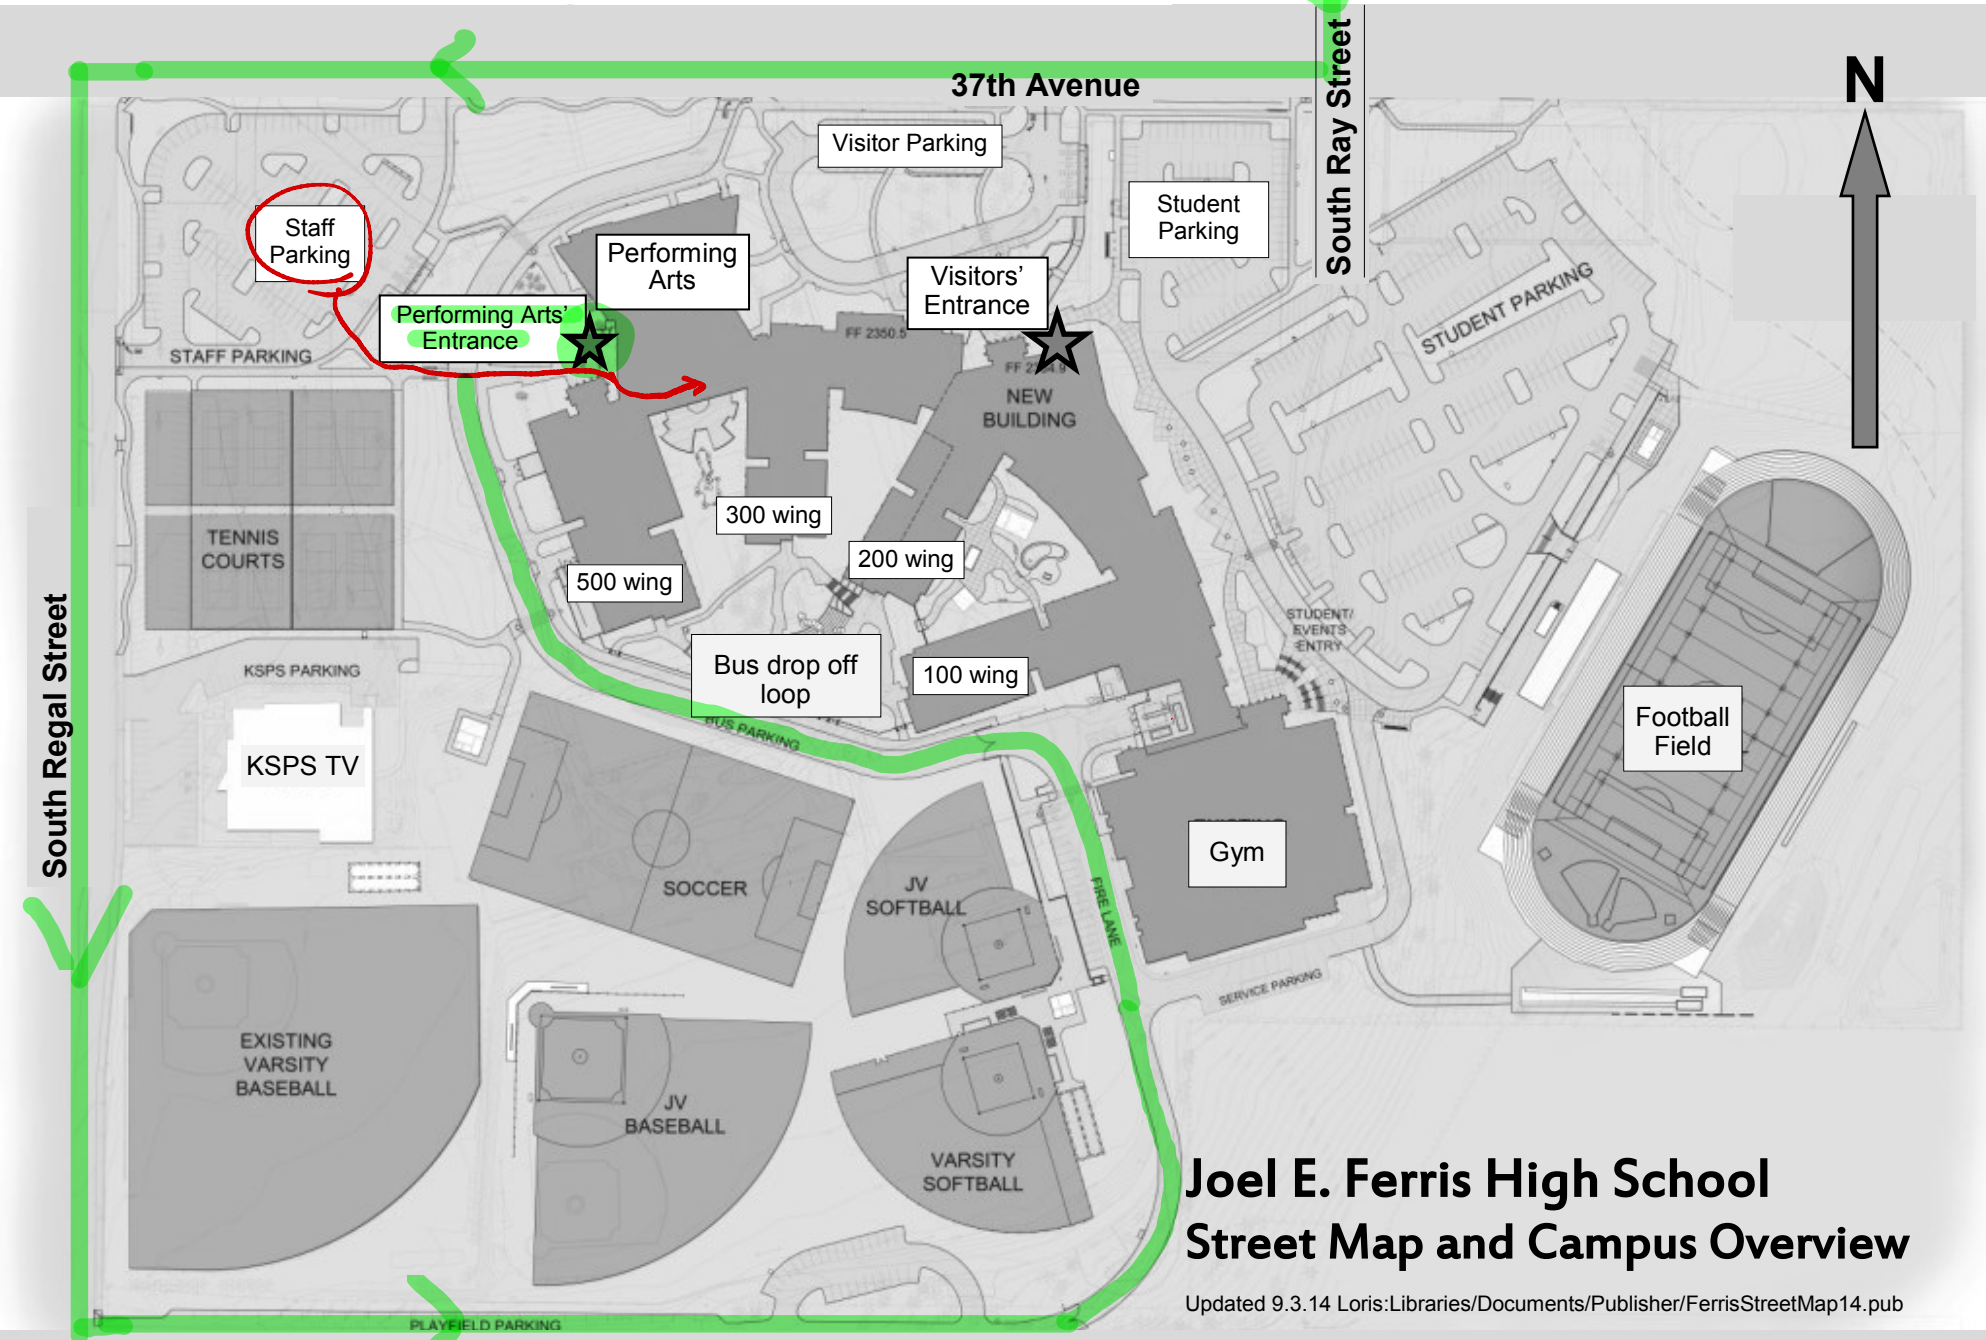 37th Avenue
South Ray Street
N
Visitor Parking
Student
Parking
Staff
Parking
Performing
Arts
Visitors'
Entrance
Performing Arts'
Entrance
STAFF PARKING
FF 2350.5
FF
NEW
BUILDING
STUDENT PARKING
TENNIS
COURTS
300 wing
200 wing
500 wing
100 wing
Bus drop off
loop
BUS PARKING
STUDENT/
EVENTS
ENTRY
KSPS PARKING
KSPS TV
South Regal Street
Football
Field
Gym
SOCCER
JV
SOFTBALL
FIRE LANE
SERVICE PARKING
EXISTING
VARSITY
BASEBALL
JV
BASEBALL
VARSITY
SOFTBALL
PLAYFIELD PARKING
Joel E. Ferris High School
Street Map and Campus Overview
Updated 9.3.14 Loris:Libraries/Documents/Publisher/FerrisStreetMap14.pub